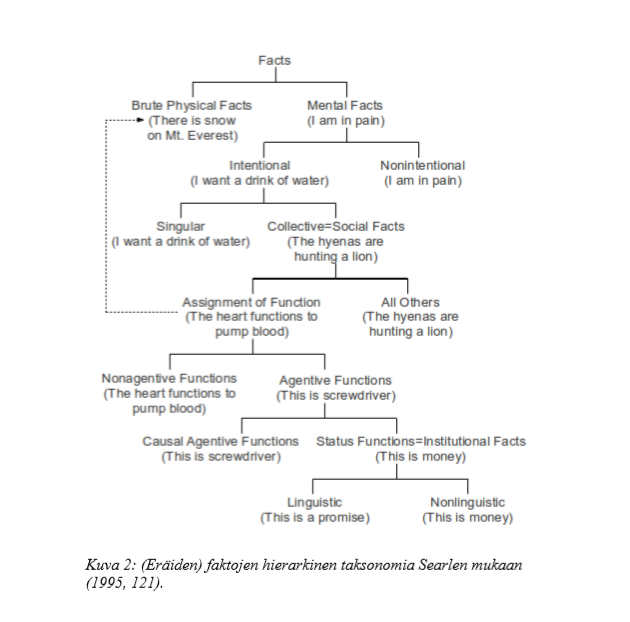 Facts
Brute Physical Facts
(There is snow
on Mt. Everest)
Mental Facts
(I am in pain)
Intentional
(I want a drink of water)
Nonintentional
(I am in pain)
Singular
(I want a drink of water)
Collective=Social Facts
(The hyenas are
hunting a lion)
Assignment of Function
(The heart functions to
pump blood)
All Others
(The hyenas are
hunting a lion)
Nonagentive Functions
(The heart functions to
pump blood)
Agentive Functions
(This is screwdriver)
Causal Agentive Functions
(This is screwdriver)
Status Functions=Institutional Facts
(This is money)
Linguistic
(This is a promise)
Nonlinguistic
(This is money)
Kuva 2: (Eräiden) faktojen hierarkinen taksonomia Searlen mukaan
(1995, 121).